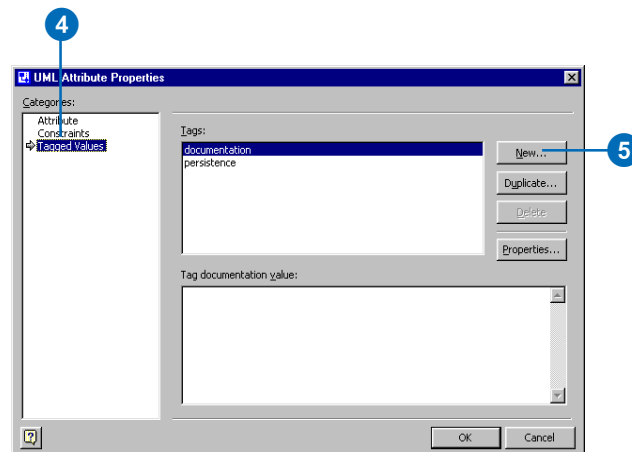 4
UML Attribute Properties
Categories:
Attribute
Constraints
Tagged Values
Tags:
documentation
persistence
New...
5
Duplicate...
Delete
Properties...
Tag documentation value:
OK
Cancel